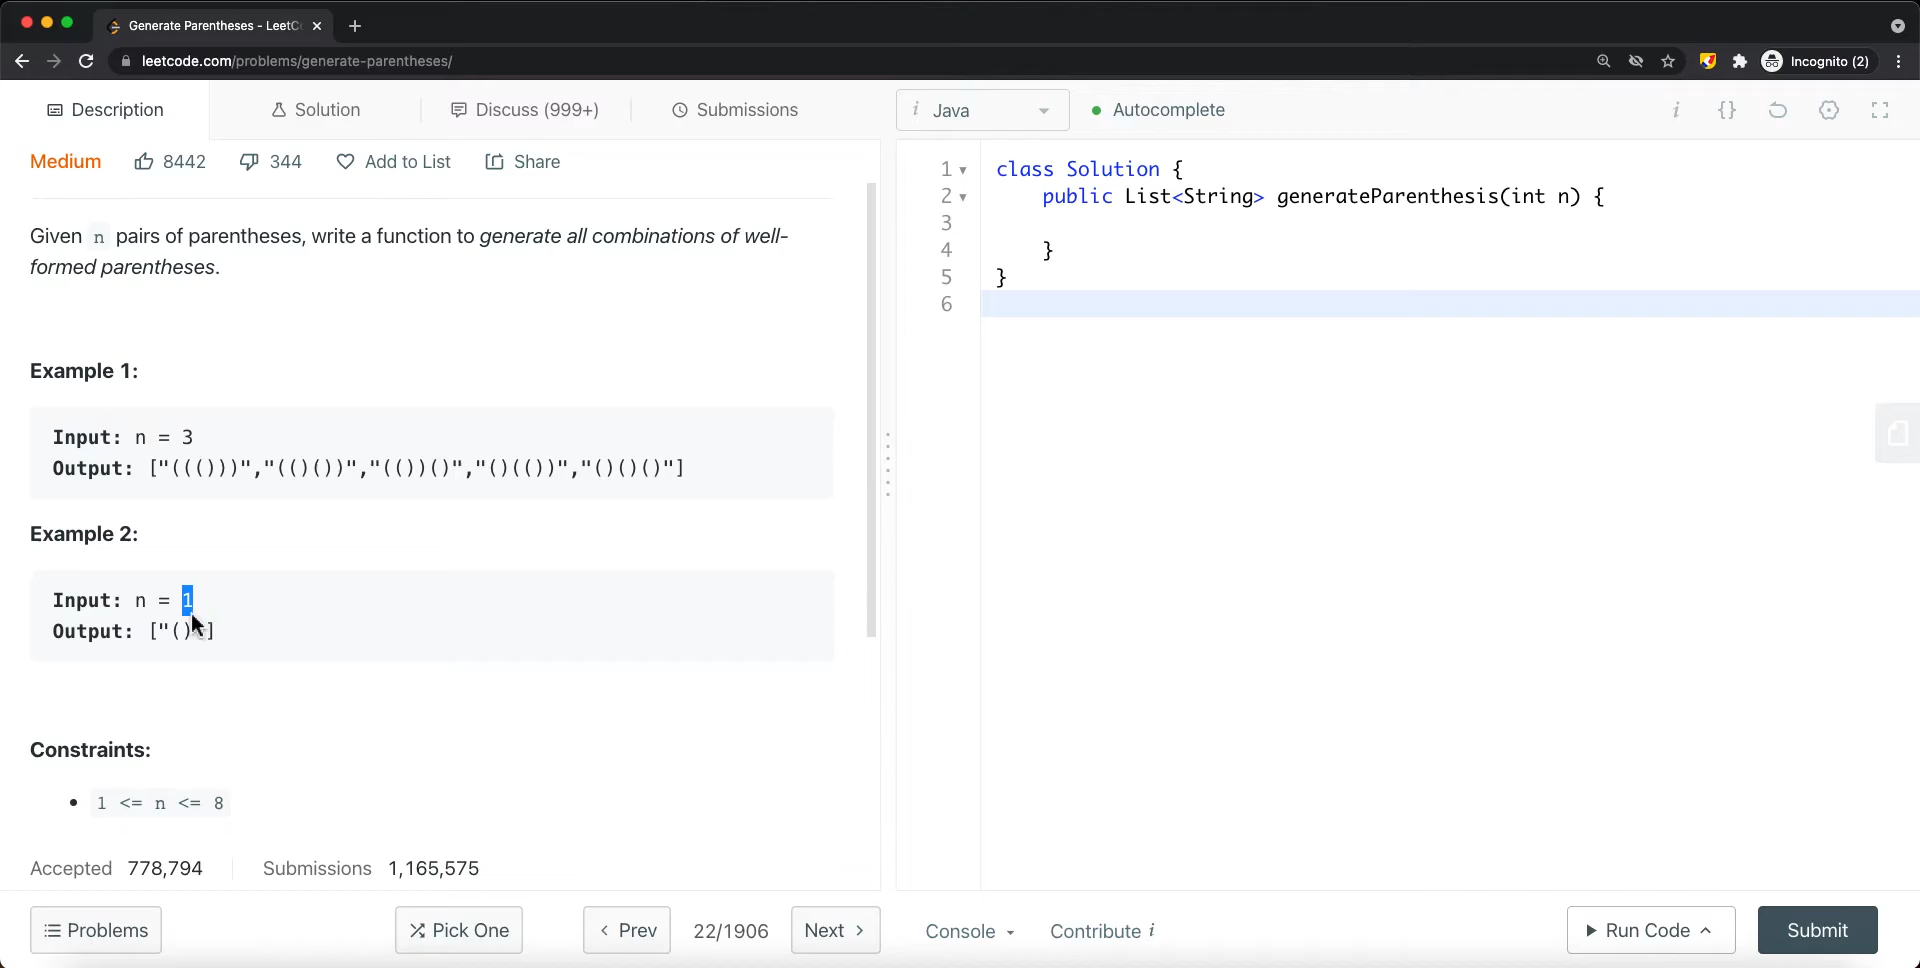 Generate Parentheses - LeetC
leetcode.com/problems/generate-parentheses/
Incognito (2)
Description
Solution
Discuss (999+)
Submissions
i Java
Autocomplete
i {}
Medium 8442 344 Add to List Share
Given n pairs of parentheses, write a function to generate all combinations of well-
formed parentheses.
Example 1:
Input: n = 3
Output: ["((()))","(()())","(())()","()(())","()()()"]
Example 2:
Input: n = 1
Output: ["()"]
Constraints:
1 <= n <= 8
Accepted 778,794 Submissions 1,165,575
1 class Solution {
2 public List<String> generateParenthesis(int n) {
3
4 }
5 }
6
Problems
Pick One
Prev
22/1906
Next
Console
Contribute i
Run Code
Submit